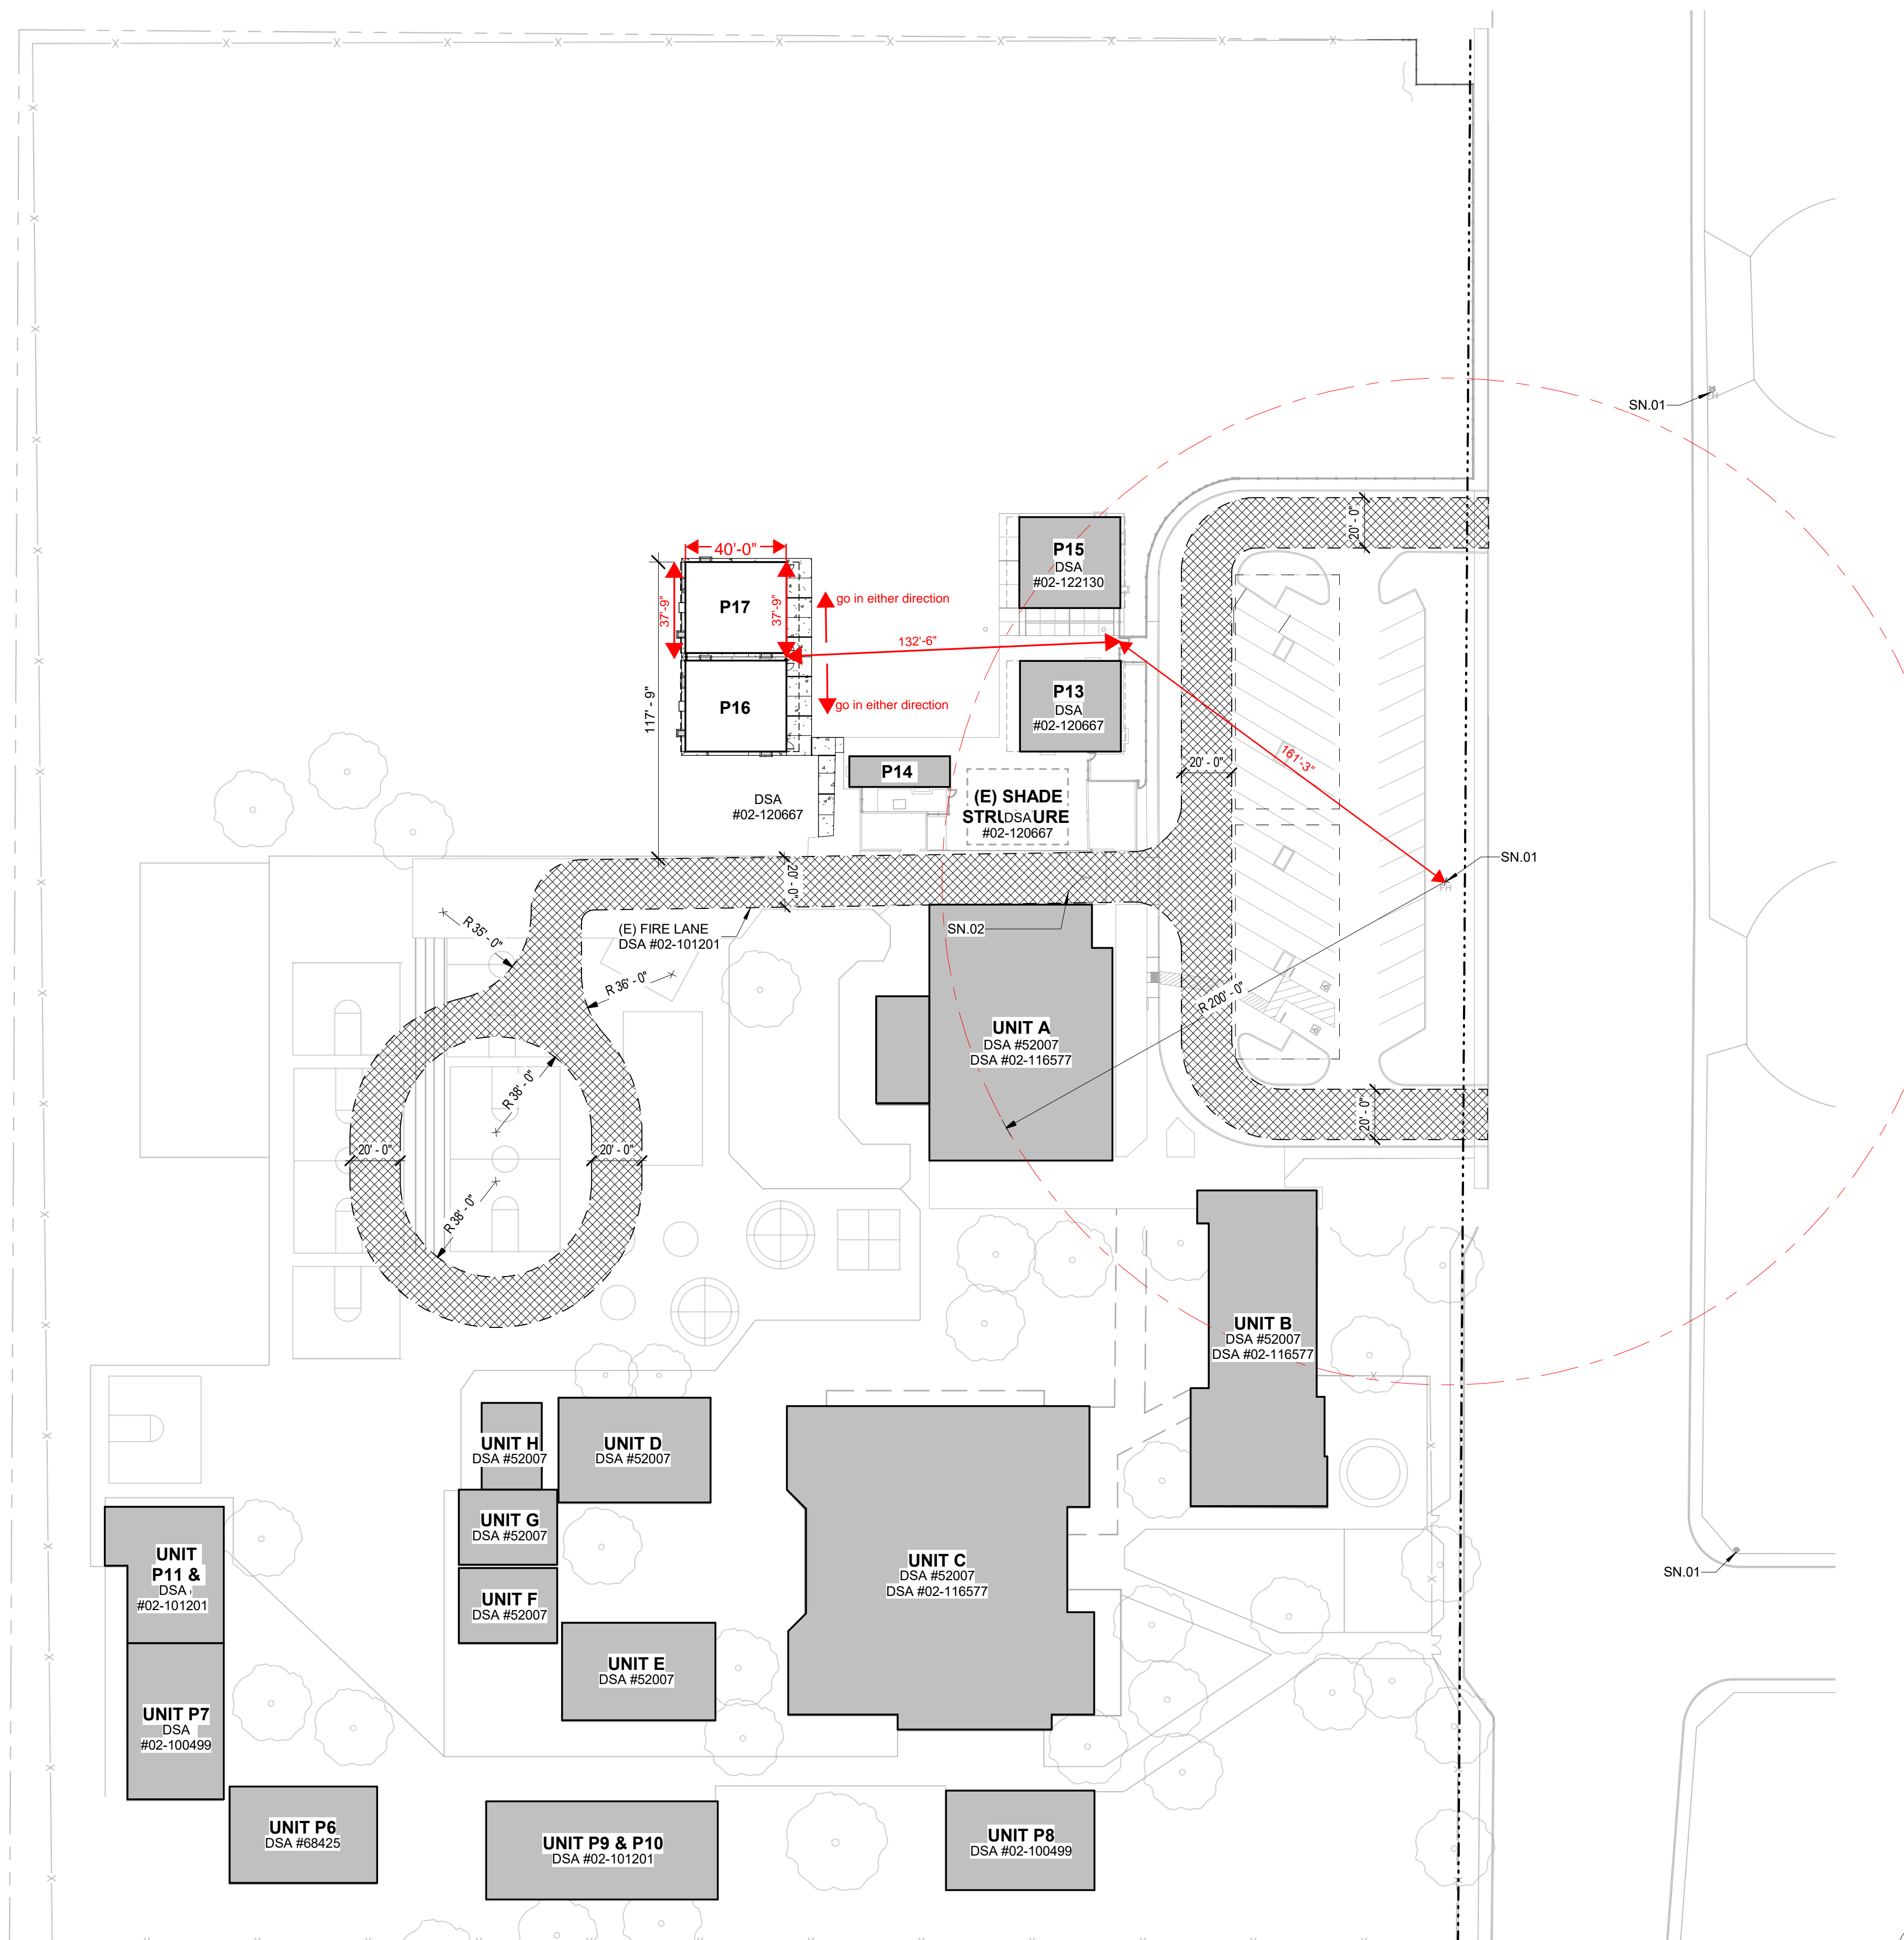 SN.01
20' - 0"
P15
DSA
#02-122130
40'-0"
37'-9"
P17
37'-9"
go in either direction
132'-6"
P16
go in either direction
117' - 9"
P13
DSA
#02-120667
161'-3"
20' - 0"
P14
DSA
#02-120667
(E) SHADE
STRUDSAURE
#02-120667
SN.01
FH
20' - 0"
R 35' - 0"
(E) FIRE LANE
DSA #02-101201
SN.02
R 36' - 0"
R 200' - 0"
UNIT A
DSA #52007
DSA #02-116577
R 38' - 0"
20' - 0"
20' - 0"
20' - 0"
R 38' - 0"
UNIT B
DSA #52007
DSA #02-116577
UNIT H
DSA #52007
UNIT D
DSA #52007
UNIT G
DSA #52007
UNIT
P11 &
DSA
#02-101201
UNIT C
DSA #52007
DSA #02-116577
SN.01
UNIT F
DSA #52007
UNIT E
DSA #52007
UNIT P7
DSA
#02-100499
UNIT P6
DSA #68425
UNIT P9 & P10
DSA #02-101201
UNIT P8
DSA #02-100499